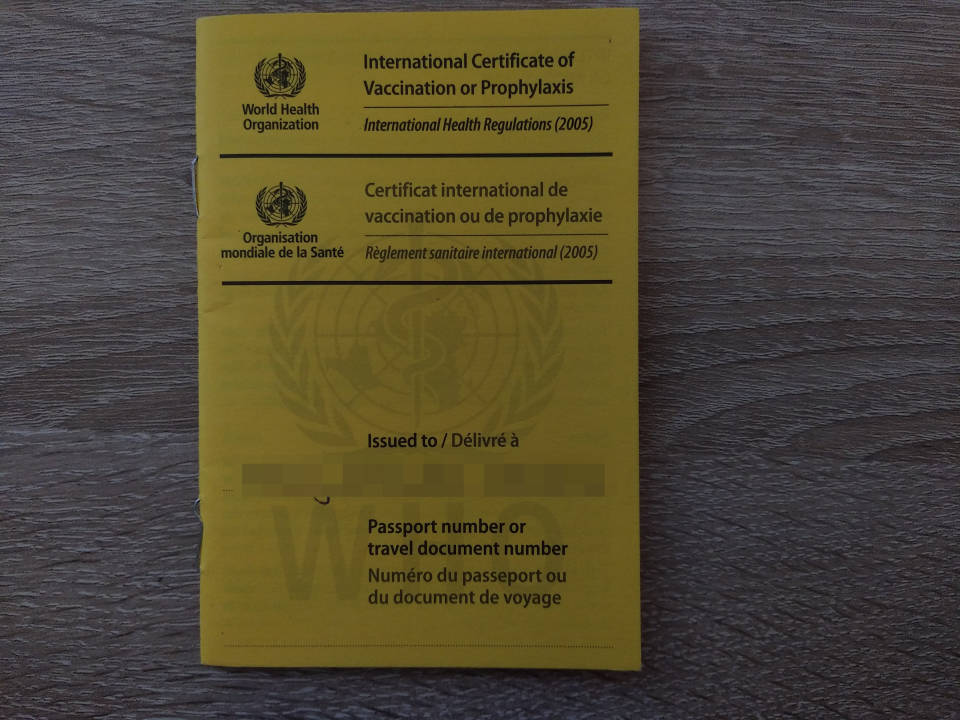 World Health
Organization
International Certificate of
Vaccination or Prophylaxis
International Health Regulations (2005)
Organisation
mondiale de la Santé
Certificat international de
vaccination ou de prophylaxie
Règlement sanitaire international (2005)
Issued to / Délivré à
WHO
Passport number or
travel document number
Numéro du passeport ou
du document de voyage